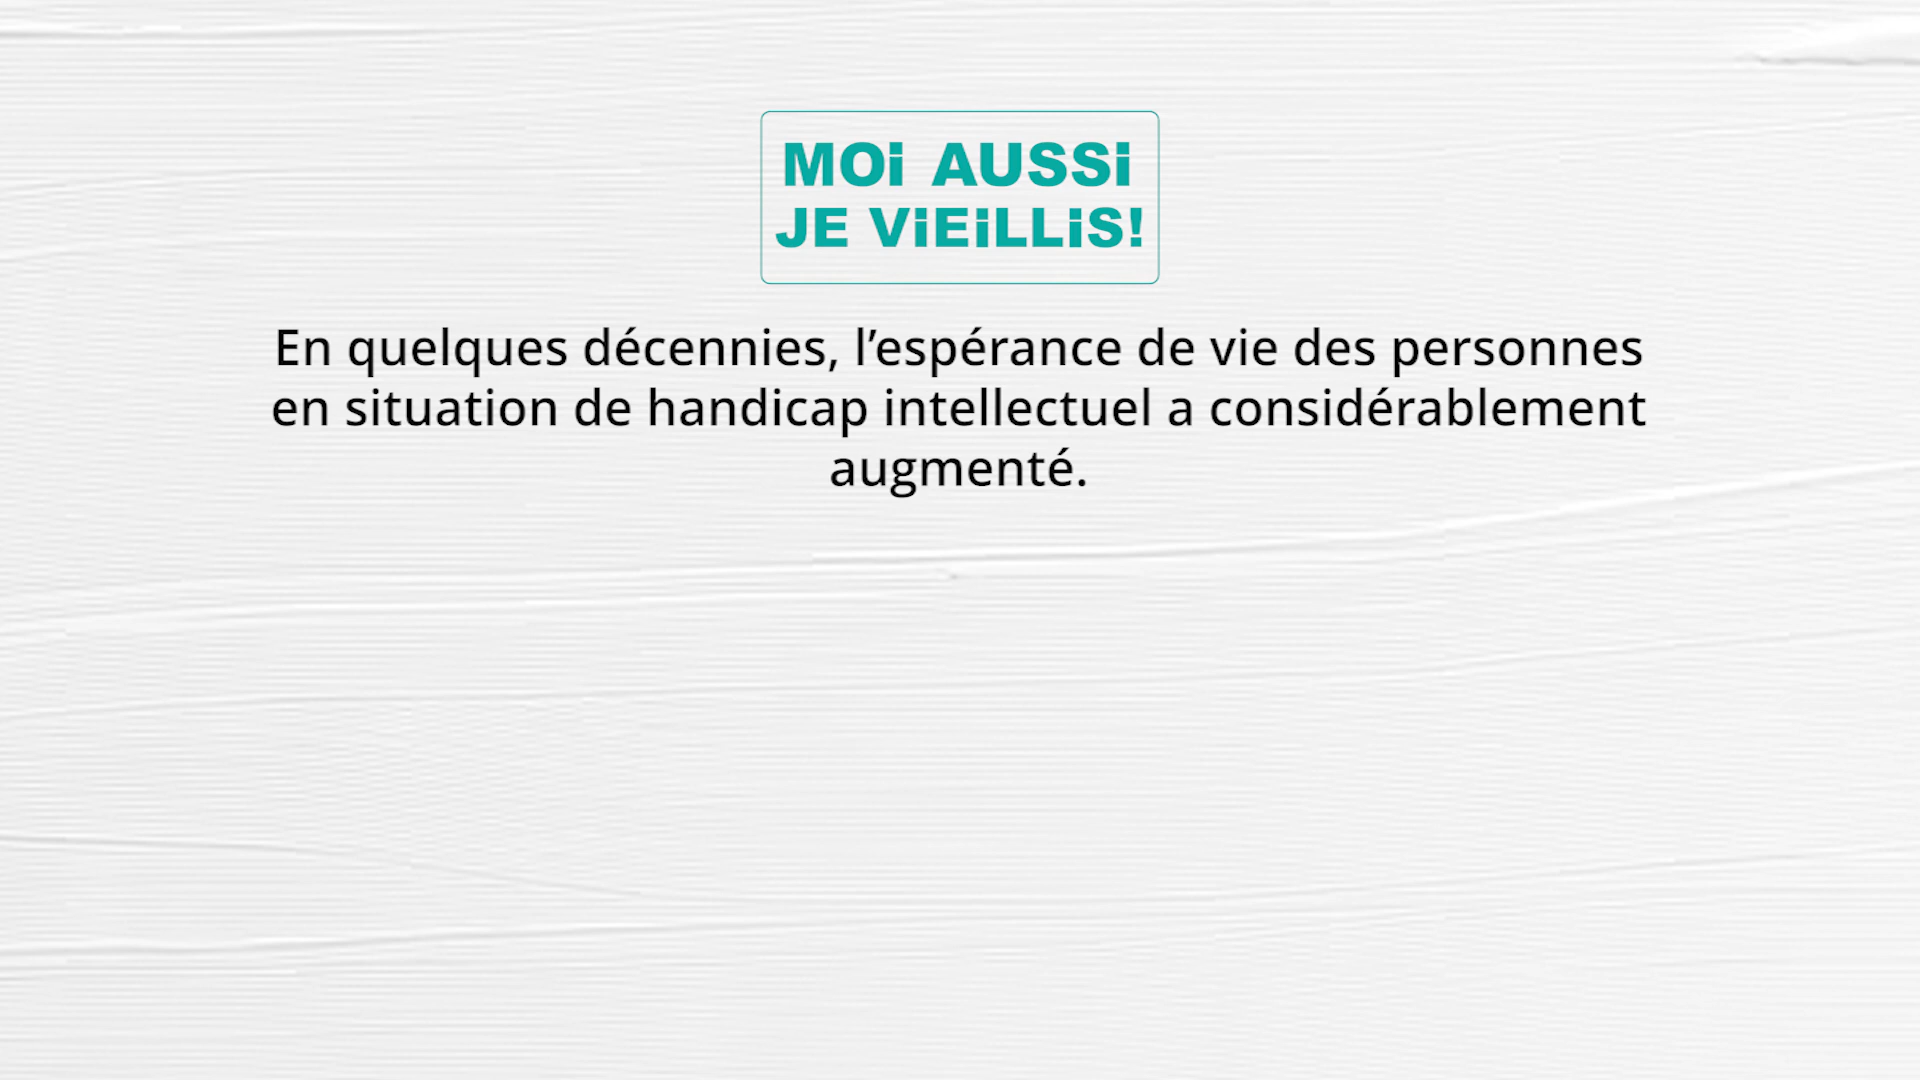 MOi AUSSi
JE ViEiLLiS!
En quelques décennies, l’espérance de vie des personnes
en situation de handicap intellectuel a considérablement
augmenté.